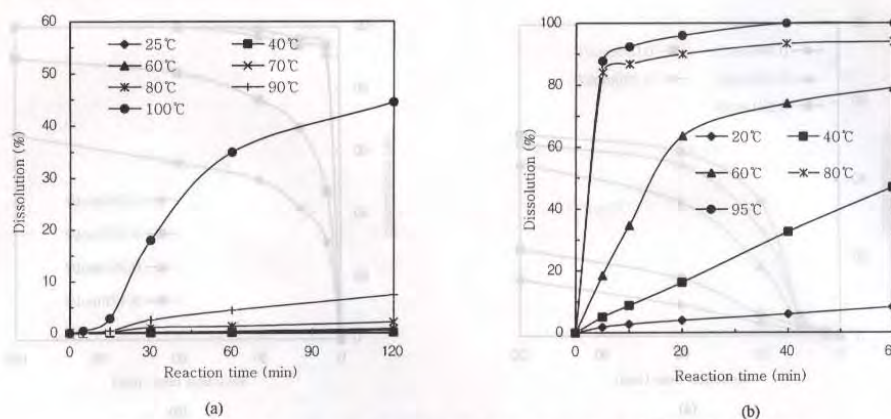 60
50
40
30
20
10
0
Dissolution (%)
25℃ 40℃
60℃ 70℃
80℃ 90℃
100℃
0 30 60 90 120
Reaction time (min)
(a)
100
80
60
40
20
0
Dissolution (%)
20℃ 40℃
60℃ 80℃
95℃
0 20 40
Reaction time (min)
(b)